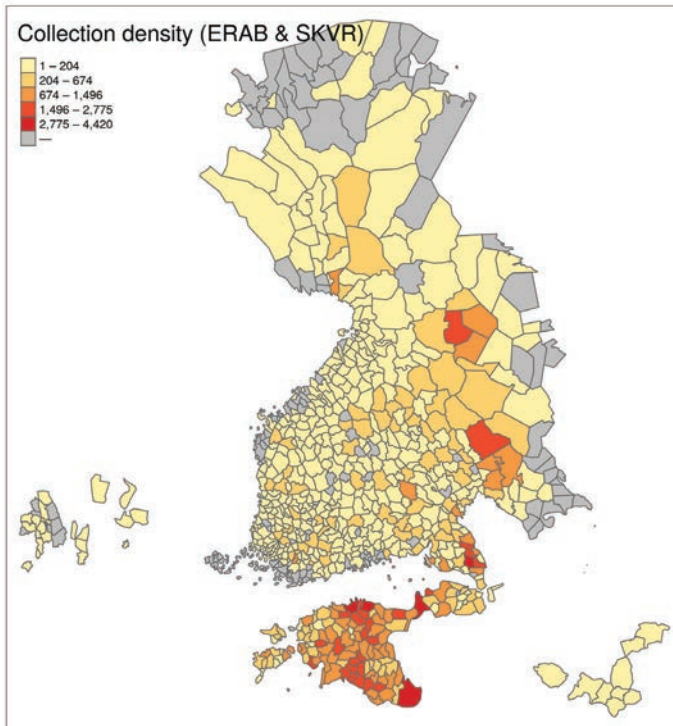 Collection density (ERAB & SKVR)
1 – 204
204 – 674
674 – 1,496
1,496 – 2,775
2,775 – 4,420
—